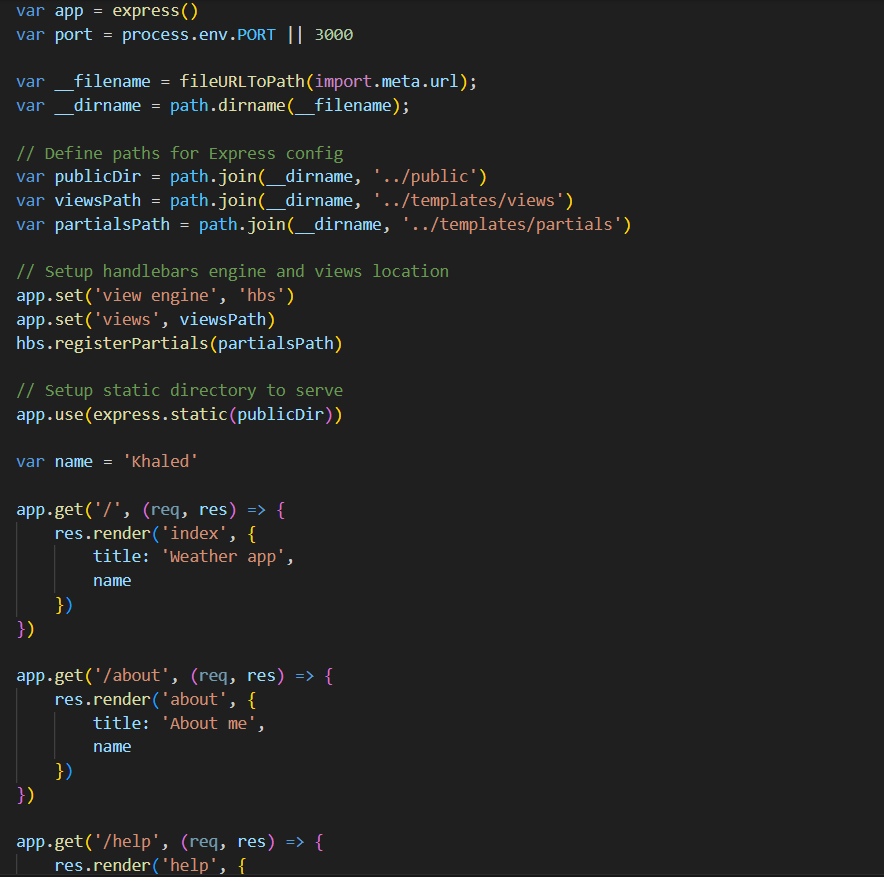 var app = express()
var port = process.env.PORT || 3000
var __filename = fileURLToPath(import.meta.url);
var __dirname = path.dirname(__filename);
// Define paths for Express config
var publicDir = path.join(__dirname, '../public')
var viewsPath = path.join(__dirname, '../templates/views')
var partialsPath = path.join(__dirname, '../templates/partials')
// Setup handlebars engine and views location
app.set('view engine', 'hbs')
app.set('views', viewsPath)
hbs.registerPartials(partialsPath)
// Setup static directory to serve
app.use(express.static(publicDir))
var name = 'Khaled'
app.get('/', (req, res) => {
    res.render('index', {
        title: 'Weather app',
        name
    })
})
app.get('/about', (req, res) => {
    res.render('about', {
        title: 'About me',
        name
    })
})
app.get('/help', (req, res) => {
    res.render('help', {